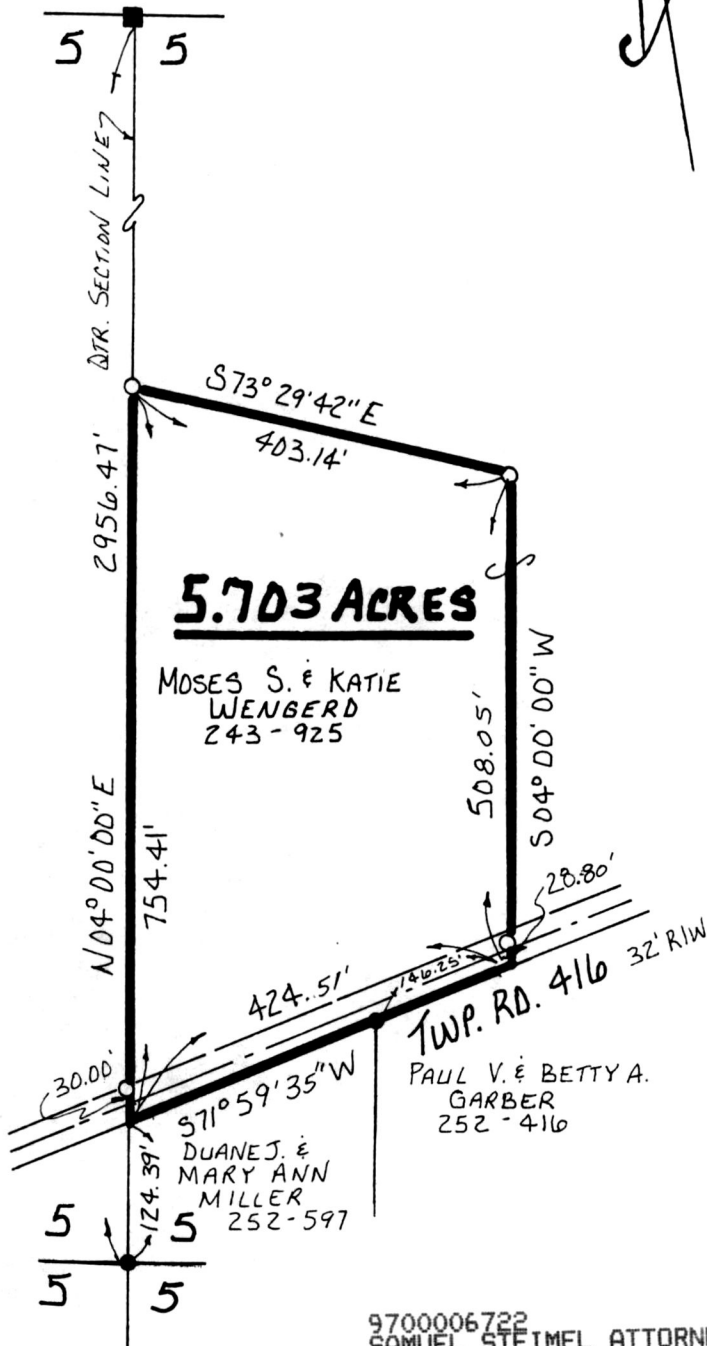 5 5
QTR. SECTION LINE
S73° 29' 42" E
403.14'
2956.47'
5.703 ACRES
MOSES S. & KATIE
WENGERD
243 - 925
508.05'
S04° 00' 00" W
N04° 00' 00" E
754.41'
28.80'
424.51'
146.25'
TWP. RD. 416
32' R/W
30.00'
S71° 59' 35" W
PAUL V. & BETTY A.
GARBER
252 - 416
DUANE J. &
MARY ANN
MILLER
252-597
124.39'
5 5
5 5
9700006722
SAMUEL STEIMEL ATTORN